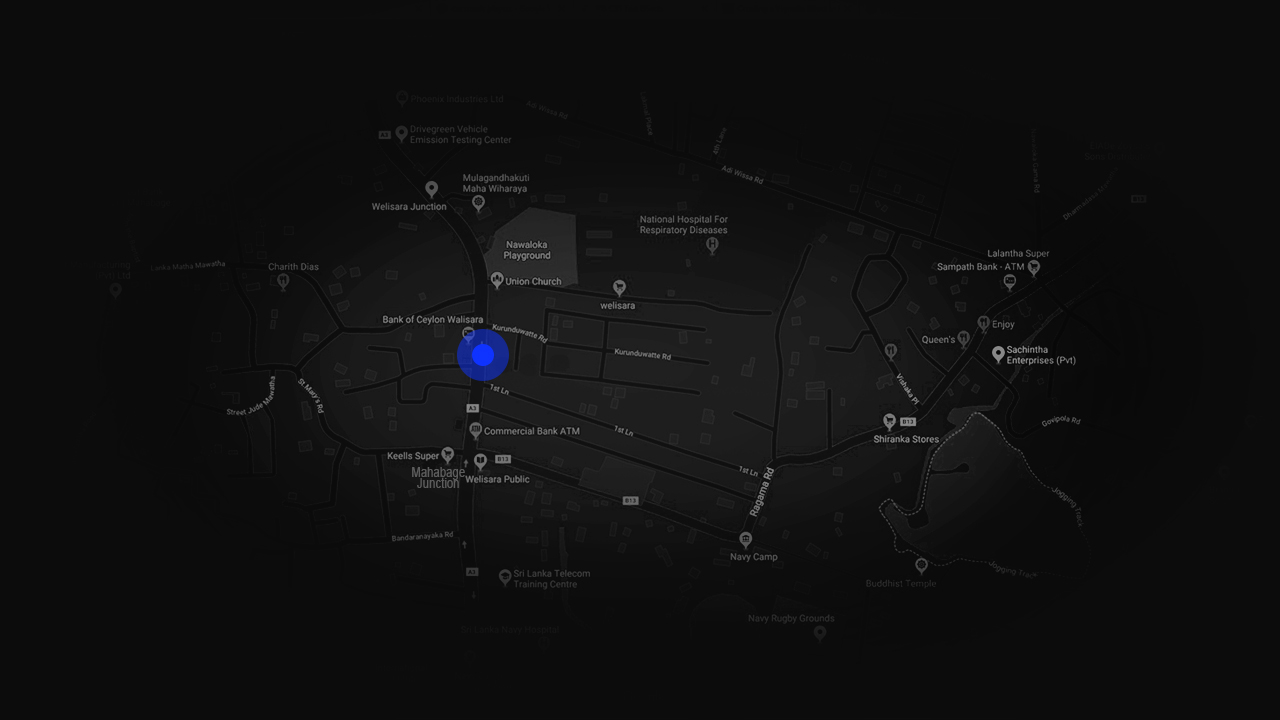 Phoenix Industries Ltd
Adi Wissa Rd
A3
Drivegreen Vehicle
Emission Testing Center
4th Lane
Adi Wissa Rd
Mulagandhakuti
Maha Wiharaya
Welisara Junction
National Hospital For
Respiratory Diseases
Nawaloka
Playground
Lalantha Super
Sampath Bank - ATM
Lanka Matha Mawatha
Charith Dias
Union Church
welisara
Bank of Ceylon Walisara
Kurunduwatte Rd
Kurunduwatte Rd
Enjoy
Queen's
Sachintha
Enterprises (Pvt)
Street Jude Mawatha
St.Mary's Rd
1st Ln
Vishaka Pl
A3
Commercial Bank ATM
1st Ln
B13
Shiranka Stores
Govipola Rd
Keells Super
B13
Mahabage
Junction
Welisara Public
1st Ln
Ragama Rd
B13
Jogging Track
Bandaranayaka Rd
Navy Camp
A3
Sri Lanka Telecom
Training Centre
Jogging Track
Buddhist Temple
Navy Rugby Grounds